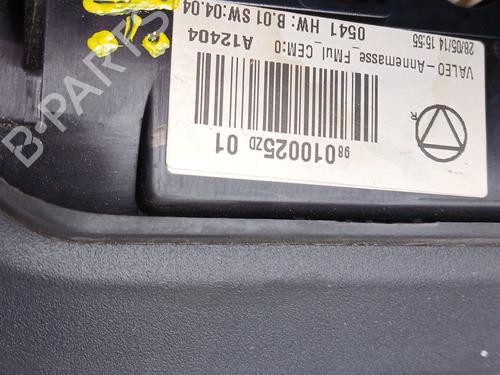 28/05/14 15:55
VALEO - Annemasse_FMul_CEM:0
0541 HW :B.01 SW:04.04
A12404
98 010025ZD 01
R
B-PARTS